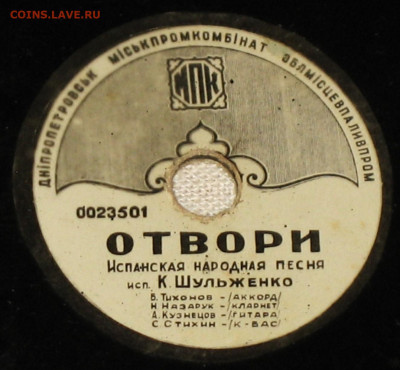 COINS.LAVE.RU
ДНІПРОПЕТРОВСЬК МІСЬКПРОМКОМБІНАТ ОБЛМІСЦЕВПАЛИВПРОМ
МПК
0023501
ОТВОРИ
ИСПАНСКАЯ НАРОДНАЯ ПЕСНЯ
исп. К. ШУЛЬЖЕНКО
Б. ТИХОНОВ -/АККОРД/
Н. НАЗАРУК -/КЛАРНЕТ
А. КУЗНЕЦОВ -/ГИТАРА/
С. СТИХИН -/К-БАС/